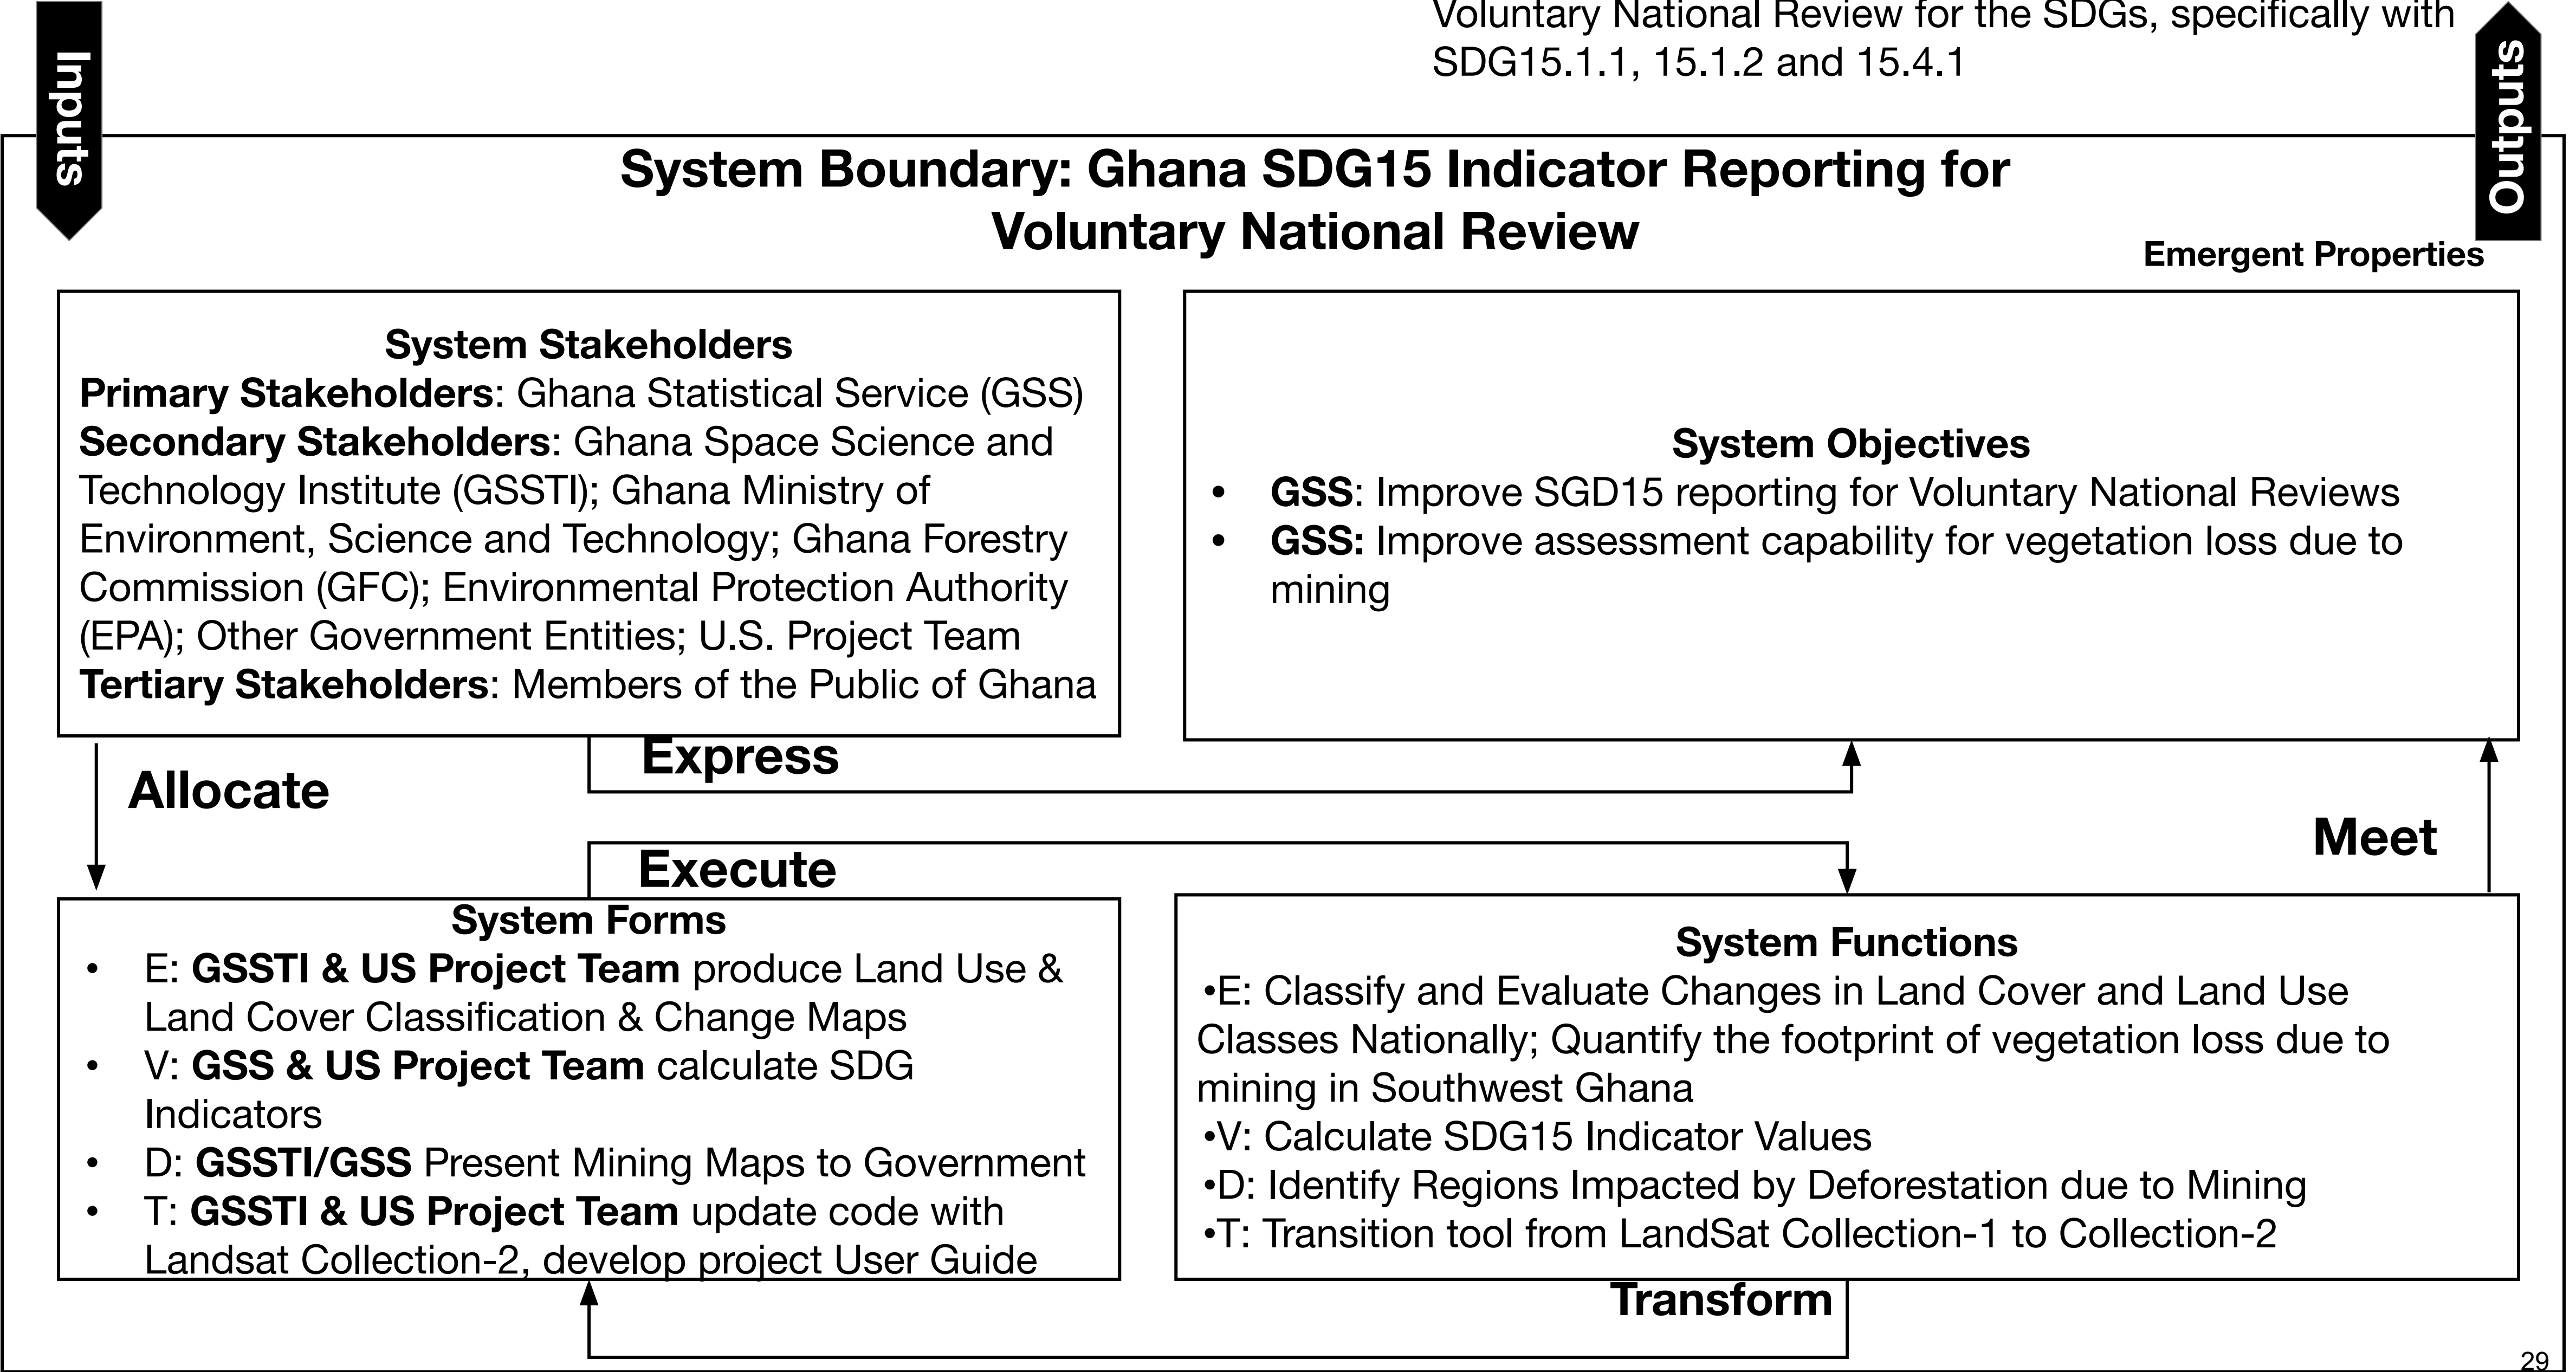 Voluntary National Review for the SDGs, specifically with
SDG15.1.1, 15.1.2 and 15.4.1
Inputs
Outputs
System Boundary: Ghana SDG15 Indicator Reporting for
Voluntary National Review
Emergent Properties
System Stakeholders
Primary Stakeholders: Ghana Statistical Service (GSS)
Secondary Stakeholders: Ghana Space Science and
Technology Institute (GSSTI); Ghana Ministry of
Environment, Science and Technology; Ghana Forestry
Commission (GFC); Environmental Protection Authority
(EPA); Other Government Entities; U.S. Project Team
Tertiary Stakeholders: Members of the Public of Ghana
System Objectives
• GSS: Improve SGD15 reporting for Voluntary National Reviews
• GSS: Improve assessment capability for vegetation loss due to
mining
Express
Allocate
Meet
Execute
System Forms
• E: GSSTI & US Project Team produce Land Use &
Land Cover Classification & Change Maps
• V: GSS & US Project Team calculate SDG
Indicators
• D: GSSTI/GSS Present Mining Maps to Government
• T: GSSTI & US Project Team update code with
Landsat Collection-2, develop project User Guide
System Functions
•E: Classify and Evaluate Changes in Land Cover and Land Use
Classes Nationally; Quantify the footprint of vegetation loss due to
mining in Southwest Ghana
•V: Calculate SDG15 Indicator Values
•D: Identify Regions Impacted by Deforestation due to Mining
•T: Transition tool from LandSat Collection-1 to Collection-2
Transform
29